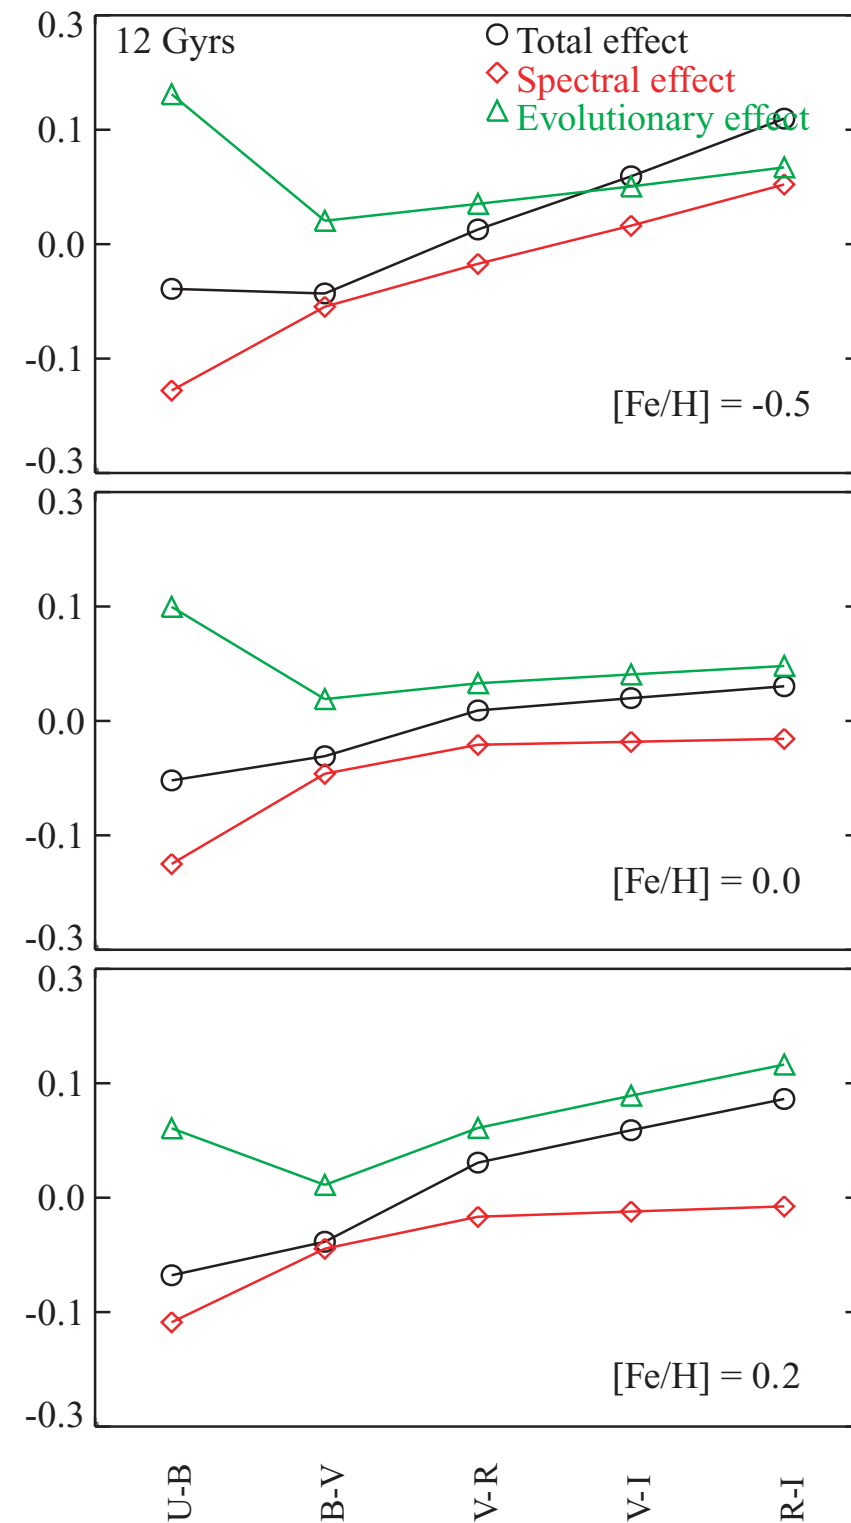 0.3
12 Gyrs
Total effect
Spectral effect
Evolutionary effect
0.1
0.0
-0.1
[Fe/H] = -0.5
-0.3
0.3
0.1
0.0
-0.1
[Fe/H] = 0.0
-0.3
0.3
0.1
0.0
-0.1
[Fe/H] = 0.2
-0.3
U-B
B-V
V-R
V-I
R-I